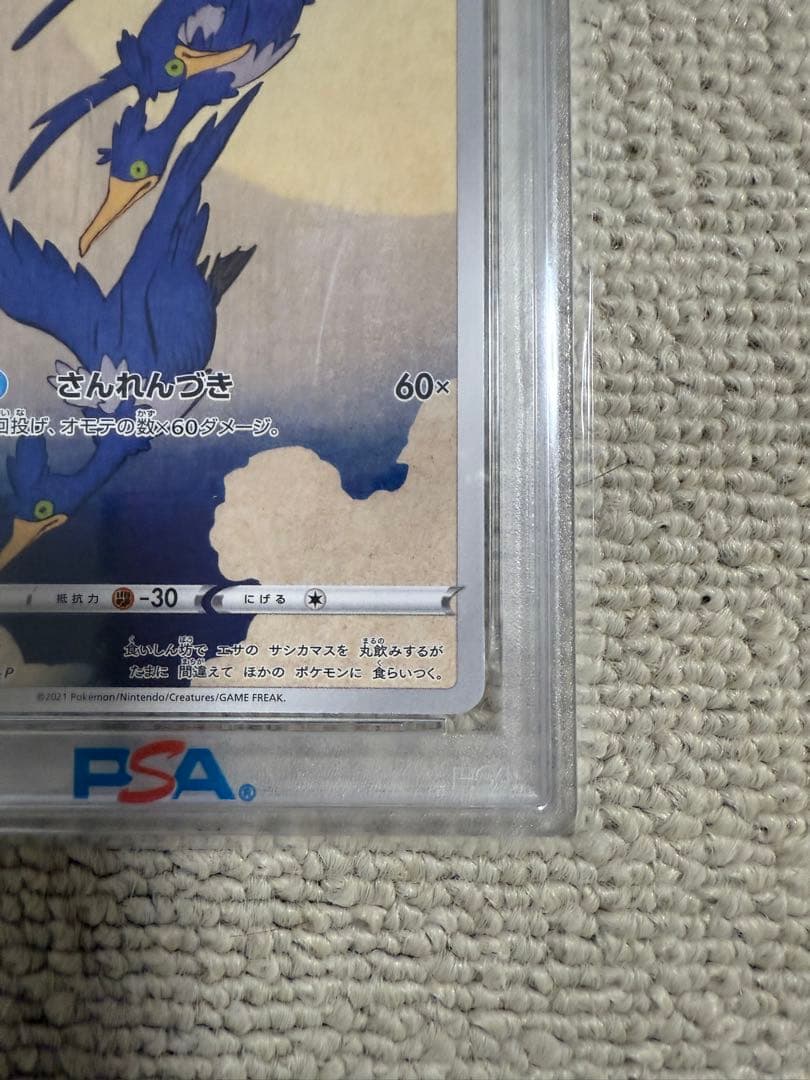 さんれんづき 60×
回投げ、オモテの数×60ダメージ。
抵抗力 -30 にげる
食いしん坊で エサの サシカマスを 丸飲みするが
たまに 間違えて ほかの ポケモンに 食らいつく。
P
©2021 Pokémon/Nintendo/Creatures/GAME FREAK.
PSA®